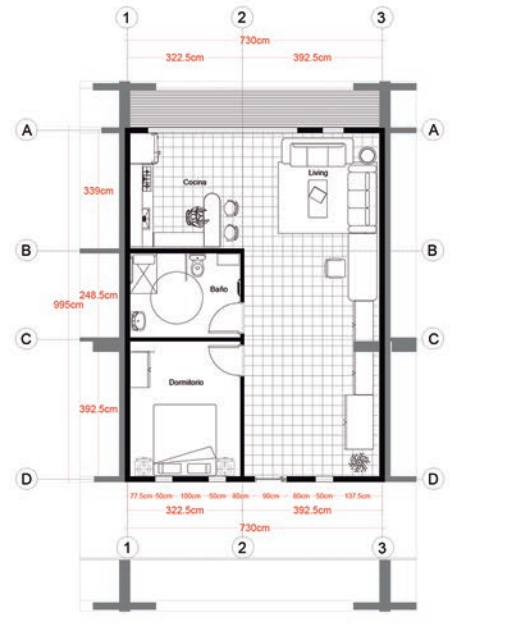 1 2 3
730cm
322.5cm 392.5cm
A A
Living
Cocina
339cm
B B
Baño
248.5cm
995cm
C C
Dormitorio
392.5cm
D D
77.5cm 50cm 100cm 50cm 80cm 90cm 60cm 50cm 137.5cm
322.5cm 392.5cm
730cm
1 2 3